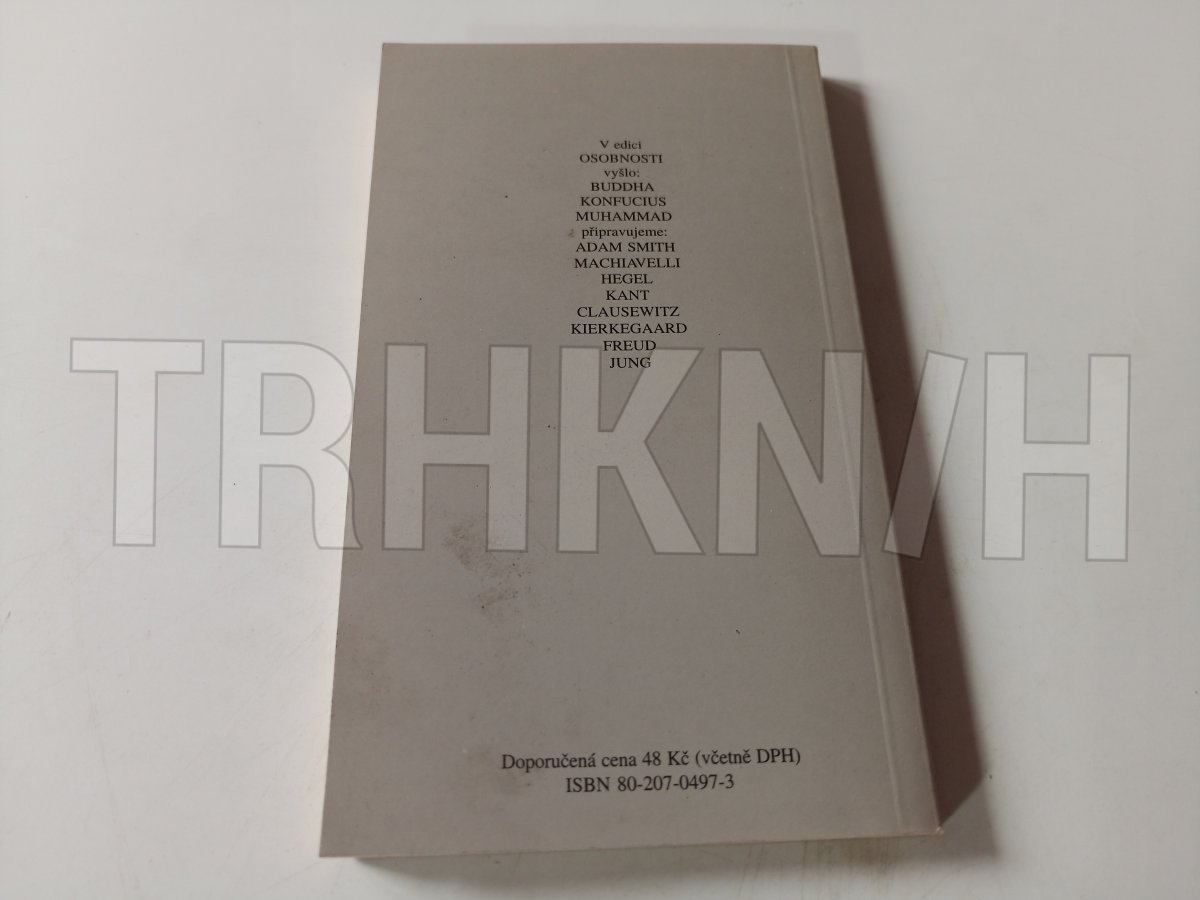 V edici
OSOBNOSTI
vyšlo:
BUDDHA
KONFUCIUS
MUHAMMAD
připravujeme:
ADAM SMITH
MACHIAVELLI
HEGEL
KANT
CLAUSEWITZ
KIERKEGAARD
FREUD
JUNG
TRHKNIH
Doporučená cena 48 Kč (včetně DPH)
ISBN 80-207-0497-3